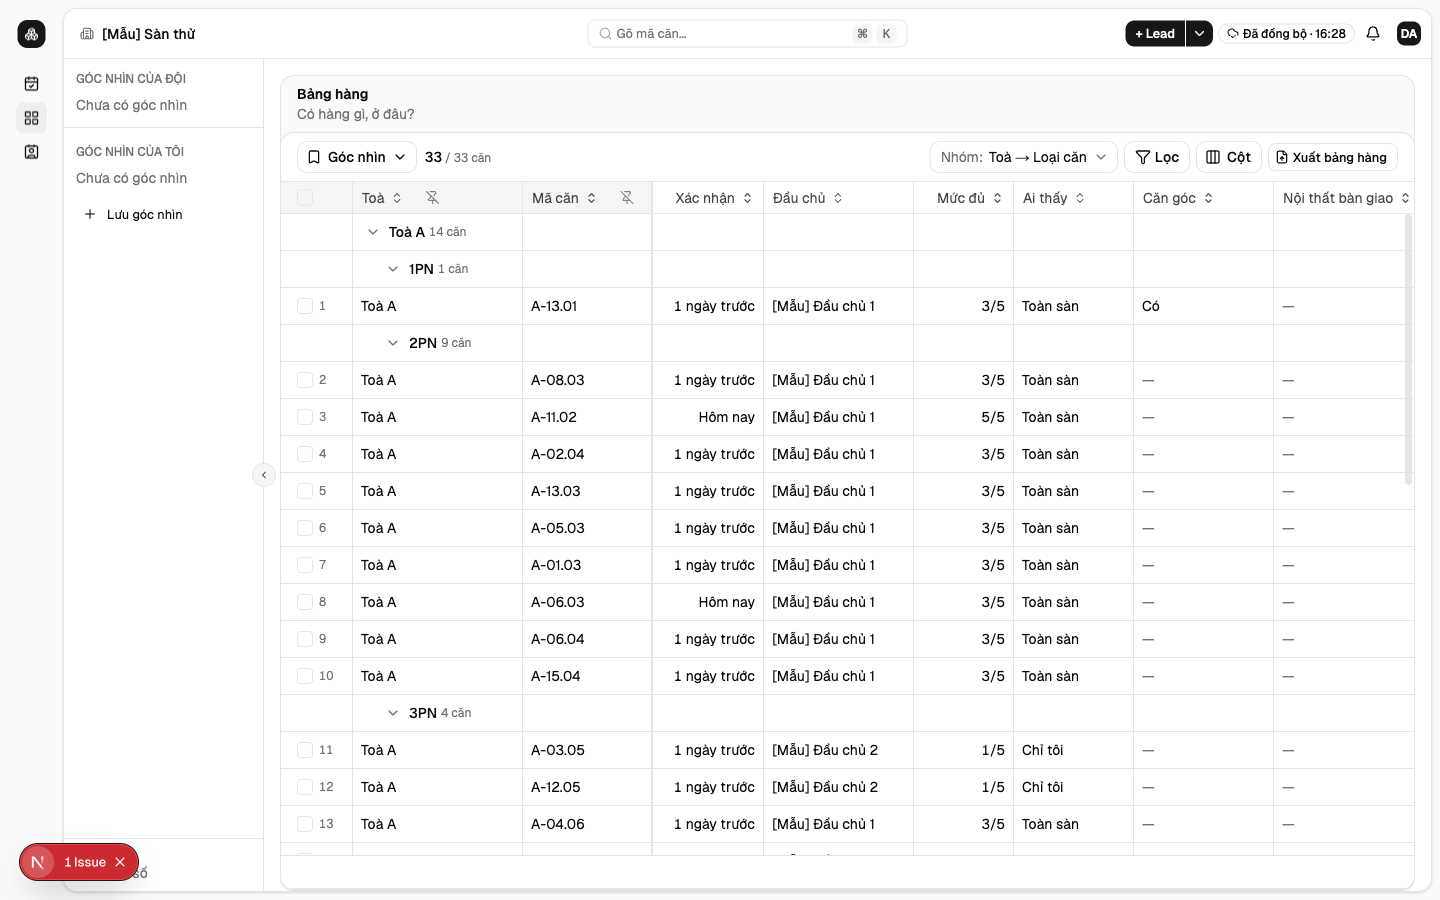 [Mẫu] Sàn thử
Gõ mã căn…
⌘ K
+ Lead
Đã đồng bộ · 16:28
DA
GÓC NHÌN CỦA ĐỘI
Chưa có góc nhìn
GÓC NHÌN CỦA TÔI
Chưa có góc nhìn
+ Lưu góc nhìn
Bảng hàng
Có hàng gì, ở đâu?
Góc nhìn 33 / 33 căn Nhóm: Toà → Loại căn Lọc Cột Xuất bảng hàng
Toà Mã căn Xác nhận Đầu chủ Mức đủ Ai thấy Căn góc Nội thất bàn giao
Toà A 14 căn
1PN 1 căn
1 Toà A A-13.01 1 ngày trước [Mẫu] Đầu chủ 1 3/5 Toàn sàn Có —
2PN 9 căn
2 Toà A A-08.03 1 ngày trước [Mẫu] Đầu chủ 1 3/5 Toàn sàn — —
3 Toà A A-11.02 Hôm nay [Mẫu] Đầu chủ 1 5/5 Toàn sàn — —
4 Toà A A-02.04 1 ngày trước [Mẫu] Đầu chủ 1 3/5 Toàn sàn — —
5 Toà A A-13.03 1 ngày trước [Mẫu] Đầu chủ 1 3/5 Toàn sàn — —
6 Toà A A-05.03 1 ngày trước [Mẫu] Đầu chủ 1 3/5 Toàn sàn — —
7 Toà A A-01.03 1 ngày trước [Mẫu] Đầu chủ 1 3/5 Toàn sàn — —
8 Toà A A-06.03 Hôm nay [Mẫu] Đầu chủ 1 3/5 Toàn sàn — —
9 Toà A A-06.04 1 ngày trước [Mẫu] Đầu chủ 1 3/5 Toàn sàn — —
10 Toà A A-15.04 1 ngày trước [Mẫu] Đầu chủ 1 3/5 Toàn sàn — —
3PN 4 căn
11 Toà A A-03.05 1 ngày trước [Mẫu] Đầu chủ 2 1/5 Chỉ tôi — —
12 Toà A A-12.05 1 ngày trước [Mẫu] Đầu chủ 2 1/5 Chỉ tôi — —
13 Toà A A-04.06 1 ngày trước [Mẫu] Đầu chủ 1 3/5 Toàn sàn — —
N 1 Issue
số